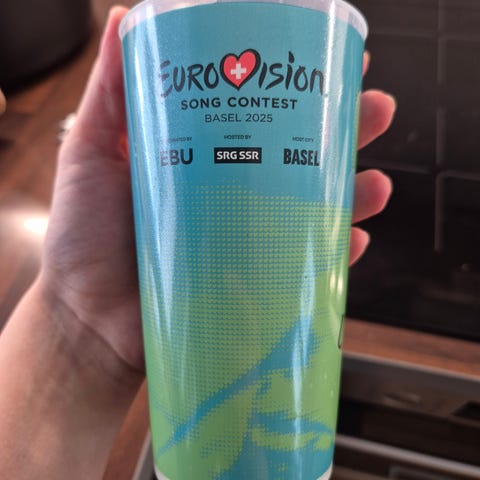 EUROVISION
SONG CONTEST
BASEL 2025
HOSTED BY
HOST CITY
EBU
SRG SSR
BASEL